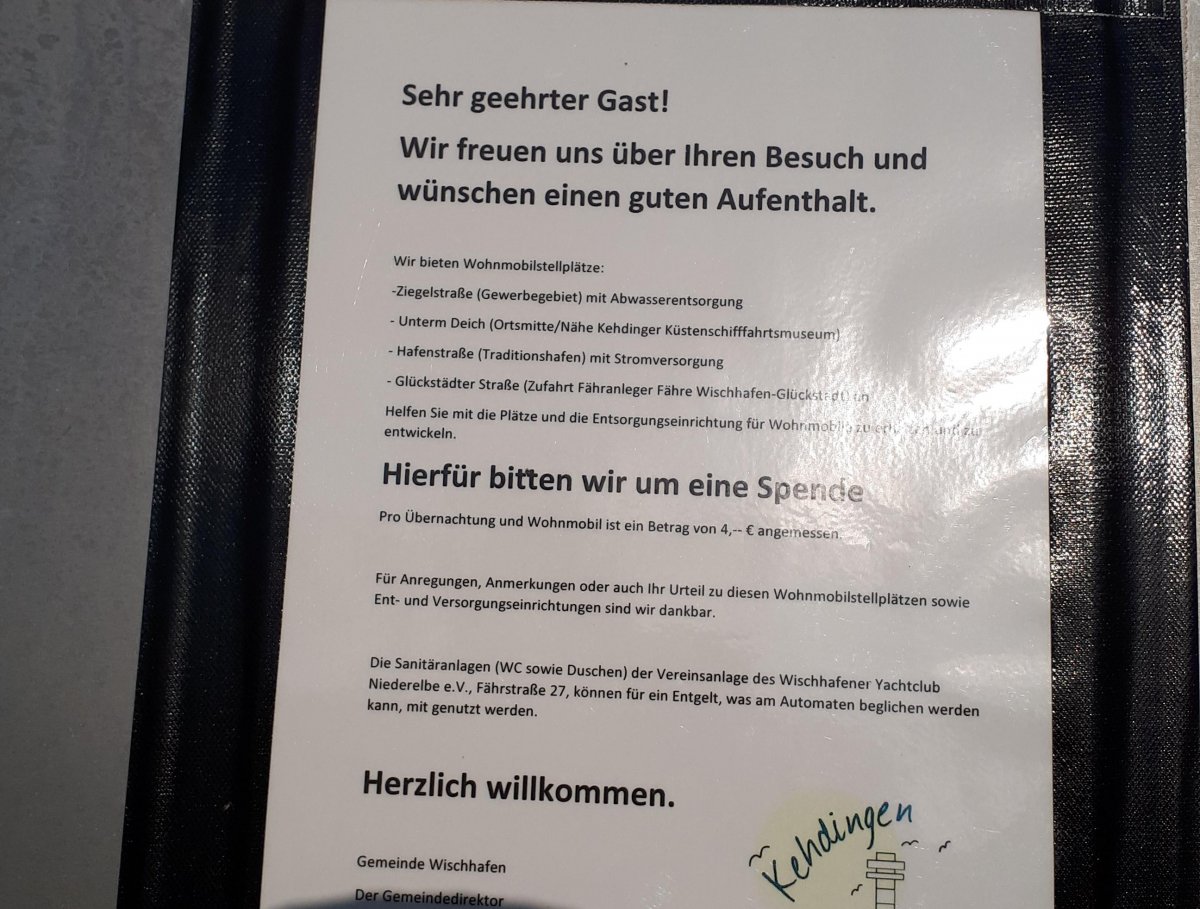 Sehr geehrter Gast!
Wir freuen uns über Ihren Besuch und
wünschen einen guten Aufenthalt.
Wir bieten Wohnmobilstellplätze:
-Ziegelstraße (Gewerbegebiet) mit Abwasserentsorgung
- Unterm Deich (Ortsmitte/Nähe Kehdinger Küstenschifffahrtsmuseum)
- Hafenstraße (Traditionshafen) mit Stromversorgung
- Glückstädter Straße (Zufahrt Fähranleger Fähre Wischhafen-Glückstadt) an
Helfen Sie mit die Plätze und die Entsorgungseinrichtung für Wohnmobile zu zu
entwickeln.
Hierfür bitten wir um eine Spende
Pro Übernachtung und Wohnmobil ist ein Betrag von 4,-- € angemessen.
Für Anregungen, Anmerkungen oder auch Ihr Urteil zu diesen Wohnmobilstellplätzen sowie
Ent- und Versorgungseinrichtungen sind wir dankbar.
Die Sanitäranlagen (WC sowie Duschen) der Vereinsanlage des Wischhafener Yachtclub
Niederelbe e.V., Fährstraße 27, können für ein Entgelt, was am Automaten beglichen werden
kann, mit genutzt werden.
Herzlich willkommen.
Kehdingen
Gemeinde Wischhafen
Der Gemeindedirektor